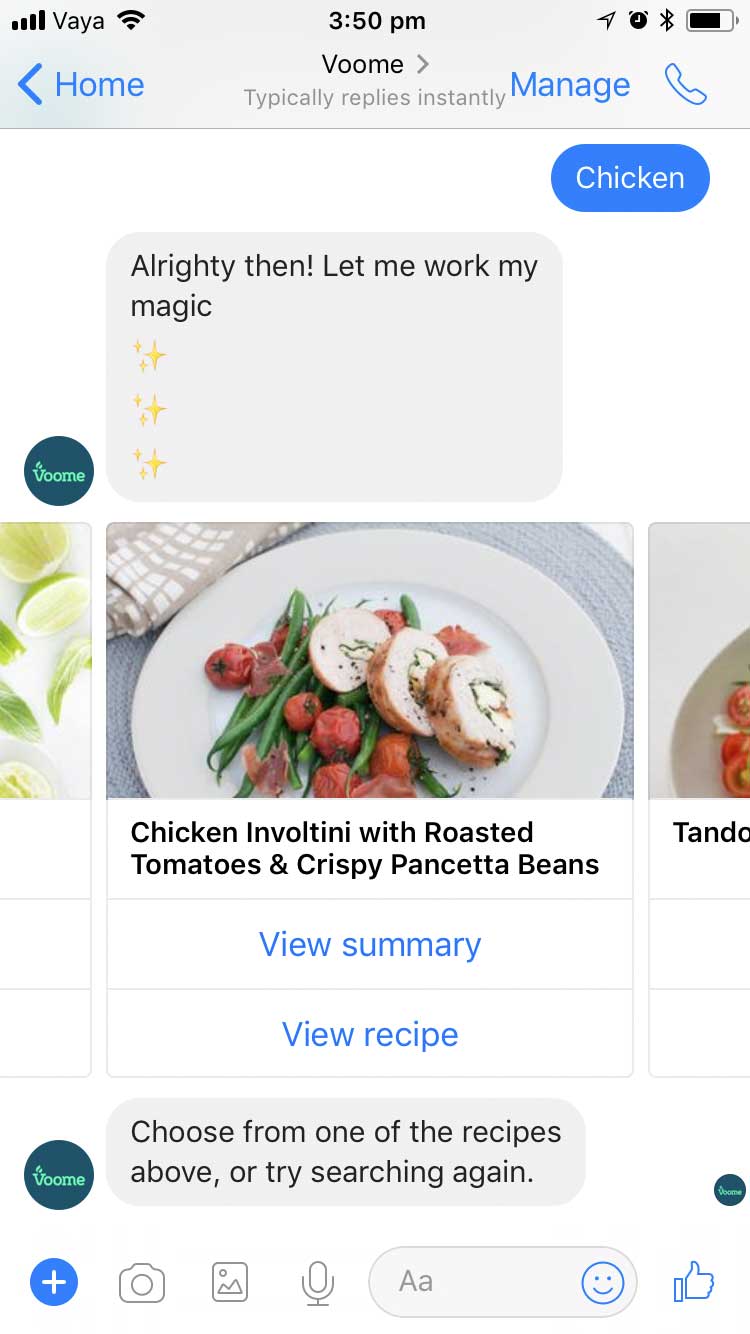 Vaya
3:50 pm
Home
Voome
Typically replies instantly
Manage
Chicken
Alrighty then! Let me work my
magic
✨
✨
✨
Voome
Chicken Involtini with Roasted
Tomatoes & Crispy Pancetta Beans
Tando
View summary
View recipe
Choose from one of the recipes
above, or try searching again.
Voome
Voome
Aa